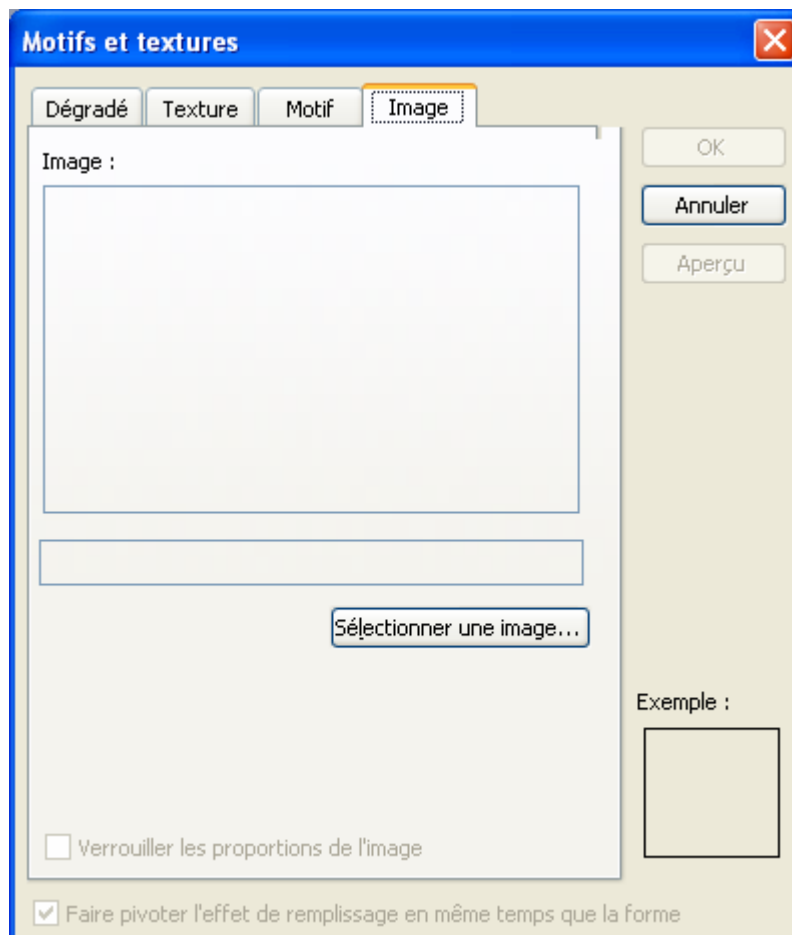 Motifs et textures
Dégradé Texture Motif Image
Image :
OK
Annuler
Aperçu
Sélectionner une image...
Exemple :
Verrouiller les proportions de l'image
Faire pivoter l'effet de remplissage en même temps que la forme